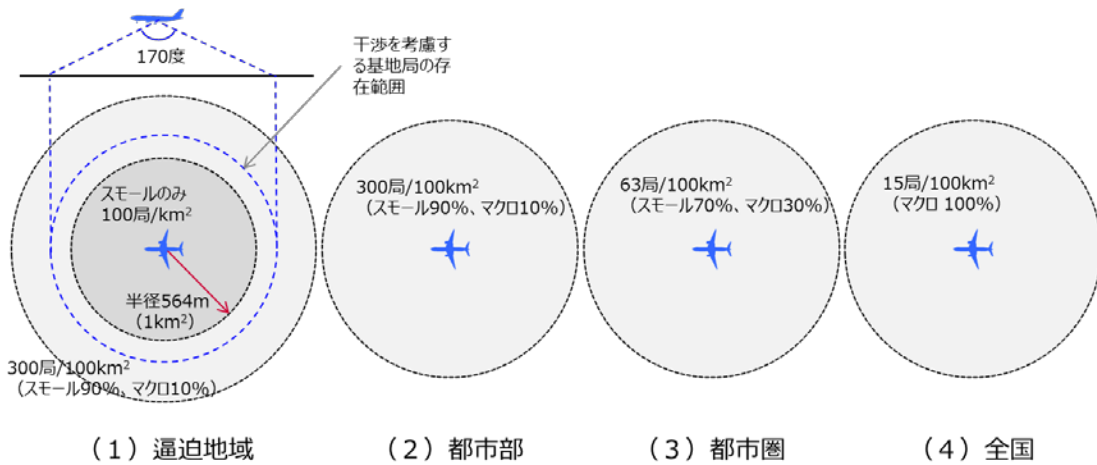 170度
干渉を考慮す
る基地局の存
在範囲
スモールのみ
100局/km²
半径564m
（1km²）
300局/100km²
（スモール90%、マクロ10%）
300局/100km²
（スモール90%、マクロ10%）
63局/100km²
（スモール70%、マクロ30%）
15局/100km²
（マクロ 100%）
（１）逼迫地域
（２）都市部
（３）都市圏
（４）全国